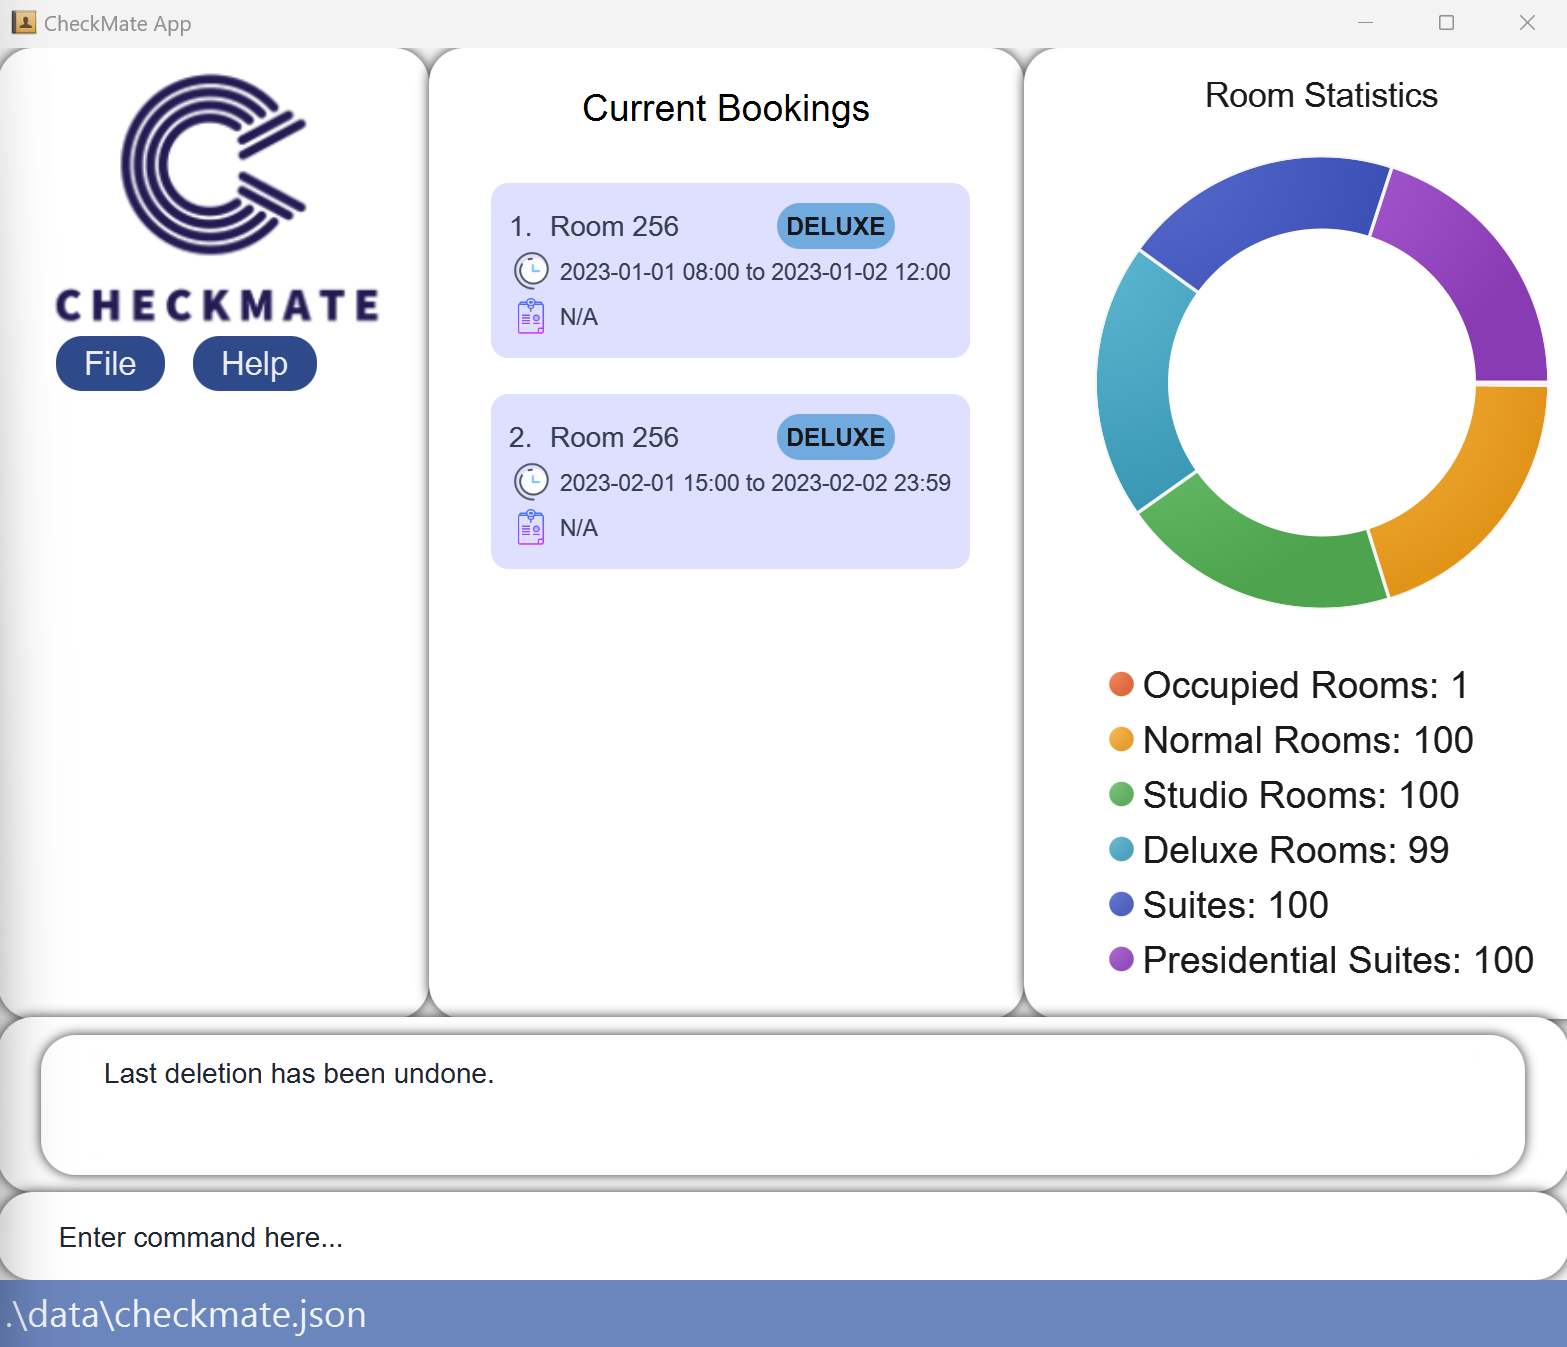 CheckMate App
CHECKMATE
File
Help
Current Bookings
1. Room 256 DELUXE
2023-01-01 08:00 to 2023-01-02 12:00
N/A
2. Room 256 DELUXE
2023-02-01 15:00 to 2023-02-02 23:59
N/A
Room Statistics
Occupied Rooms: 1
Normal Rooms: 100
Studio Rooms: 100
Deluxe Rooms: 99
Suites: 100
Presidential Suites: 100
Last deletion has been undone.
Enter command here...
.\data\checkmate.json